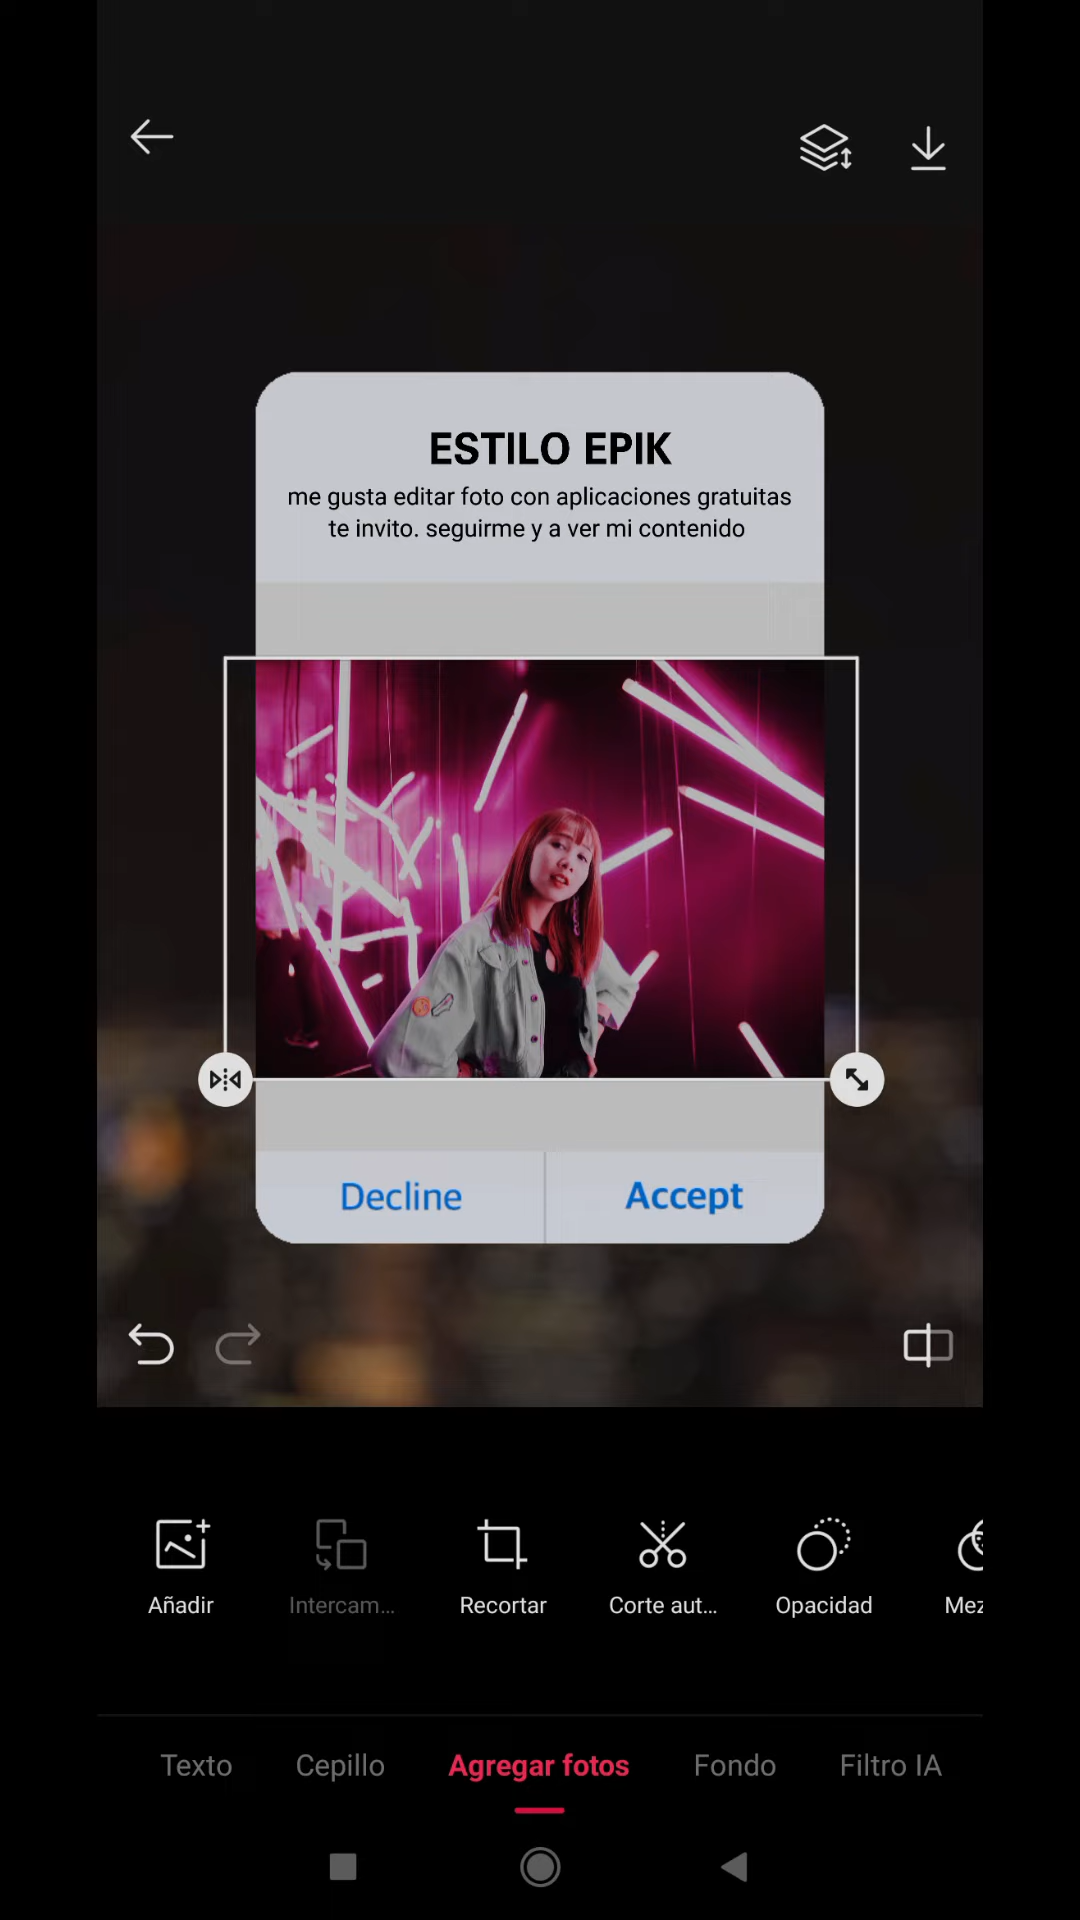 ESTILO EPIK
me gusta editar foto con aplicaciones gratuitas
te invito. seguirme y a ver mi contenido
Decline Accept
Añadir Intercam... Recortar Corte aut... Opacidad Mez
Texto Cepillo Agregar fotos Fondo Filtro IA